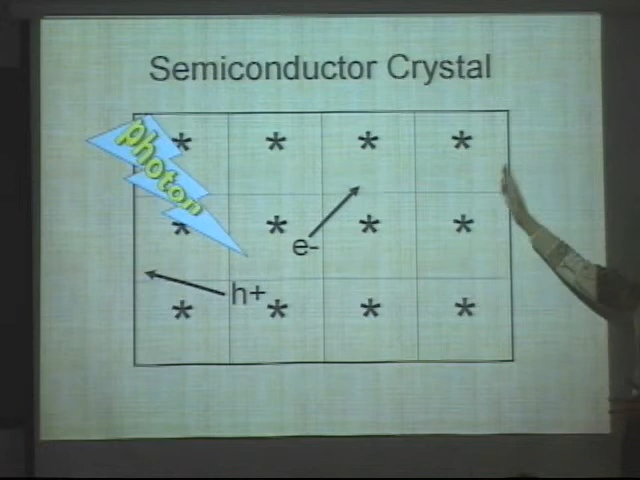 Semiconductor Crystal
photon
* * * *
* * * *
e-
h+
* * * *